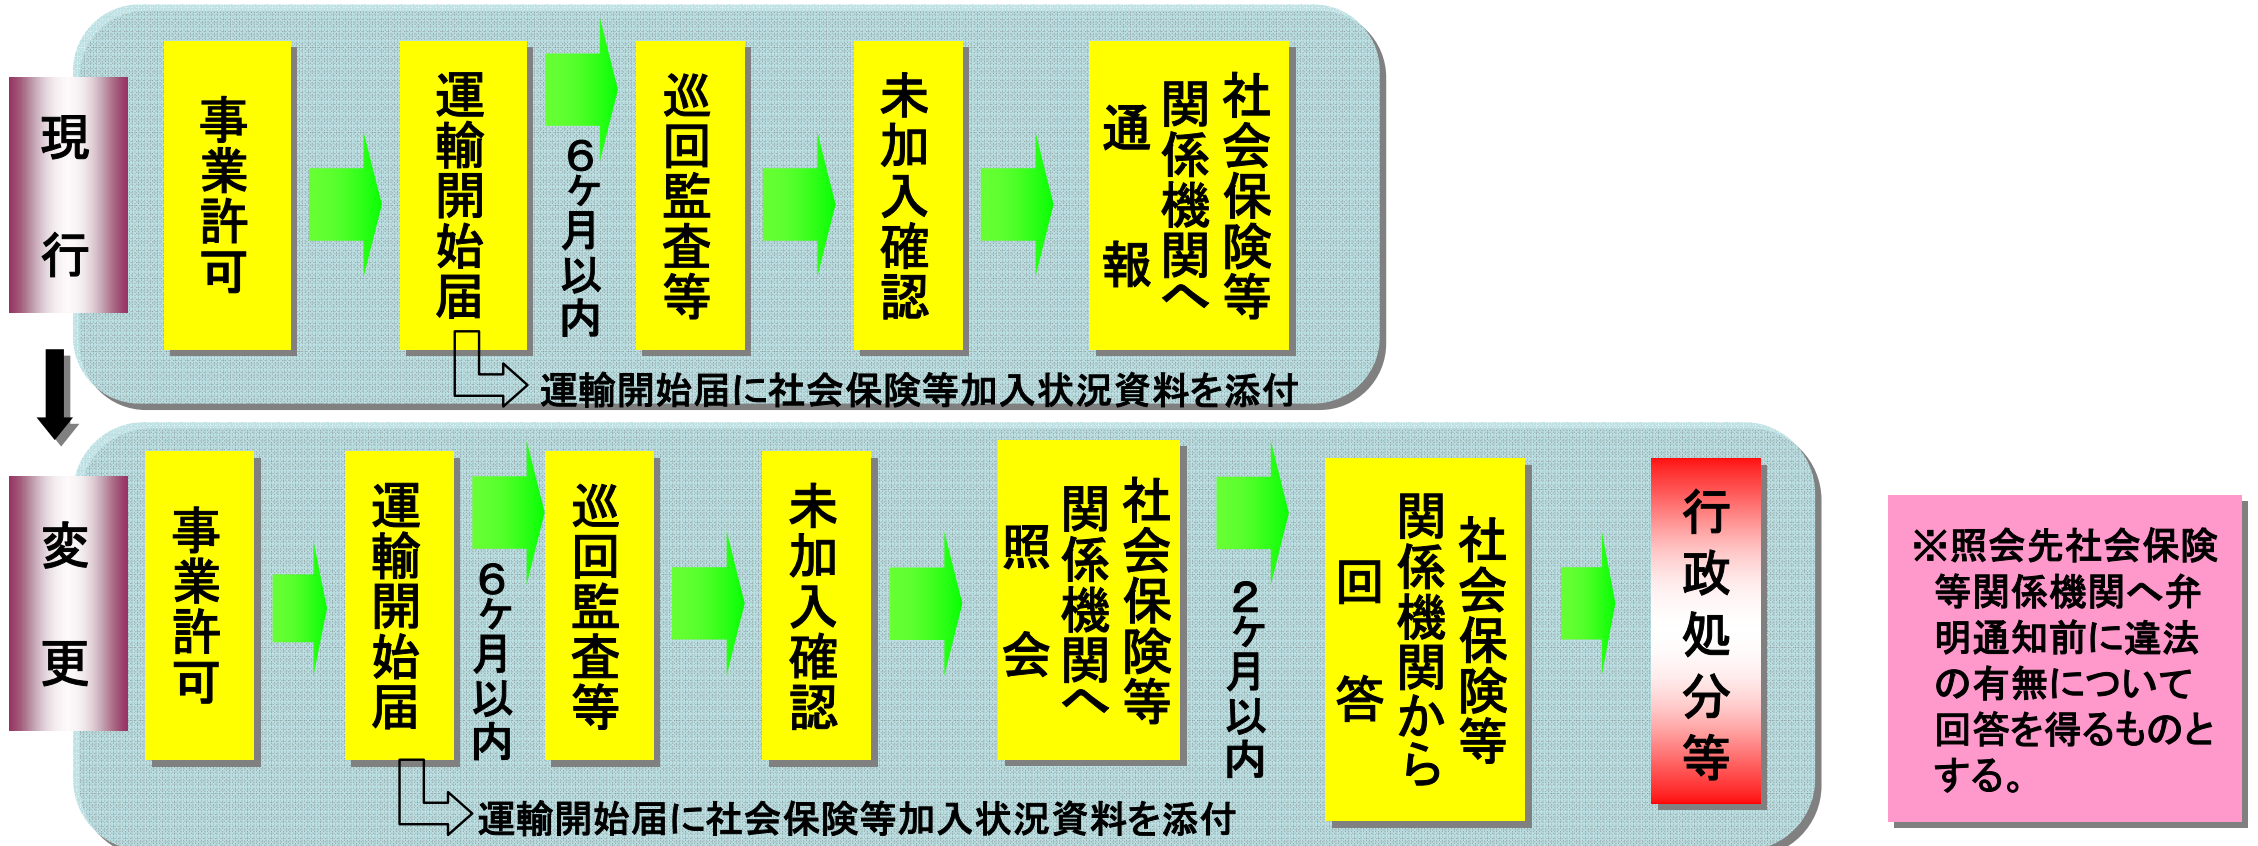 現行
事業許可
運輸開始届
6ヶ月以内
巡回監査等
未加入確認
社会保険等
関係機関へ
通報
運輸開始届に社会保険等加入状況資料を添付
変更
事業許可
運輸開始届
6ヶ月以内
巡回監査等
未加入確認
社会保険等
関係機関へ
照会
2ヶ月以内
社会保険等
関係機関から
回答
行政処分等
運輸開始届に社会保険等加入状況資料を添付
※照会先社会保険
等関係機関へ弁
明通知前に違法
の有無について
回答を得るものと
する。